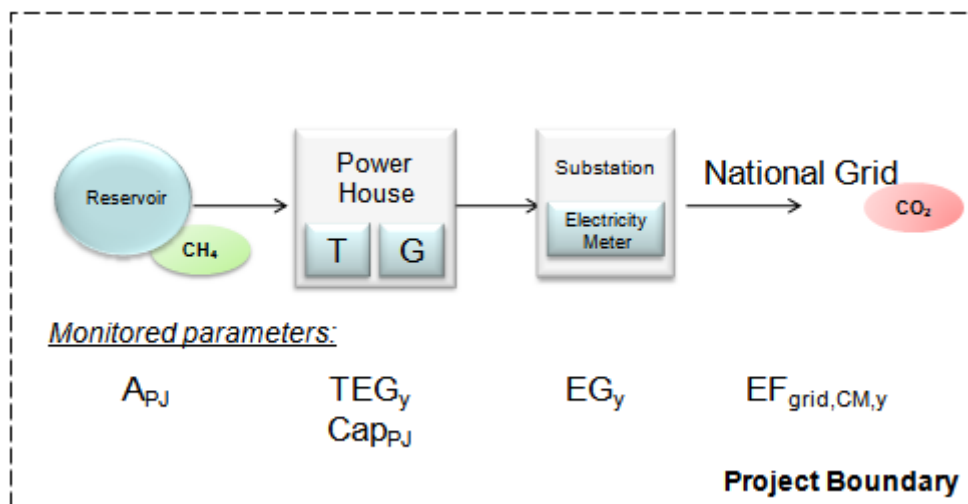 Reservoir
CH₄
Power
House
T G
Substation
Electricity
Meter
National Grid
CO₂
Monitored parameters:
A_PJ TEG_y EG_y EF_grid,CM,y
Cap_PJ
Project Boundary